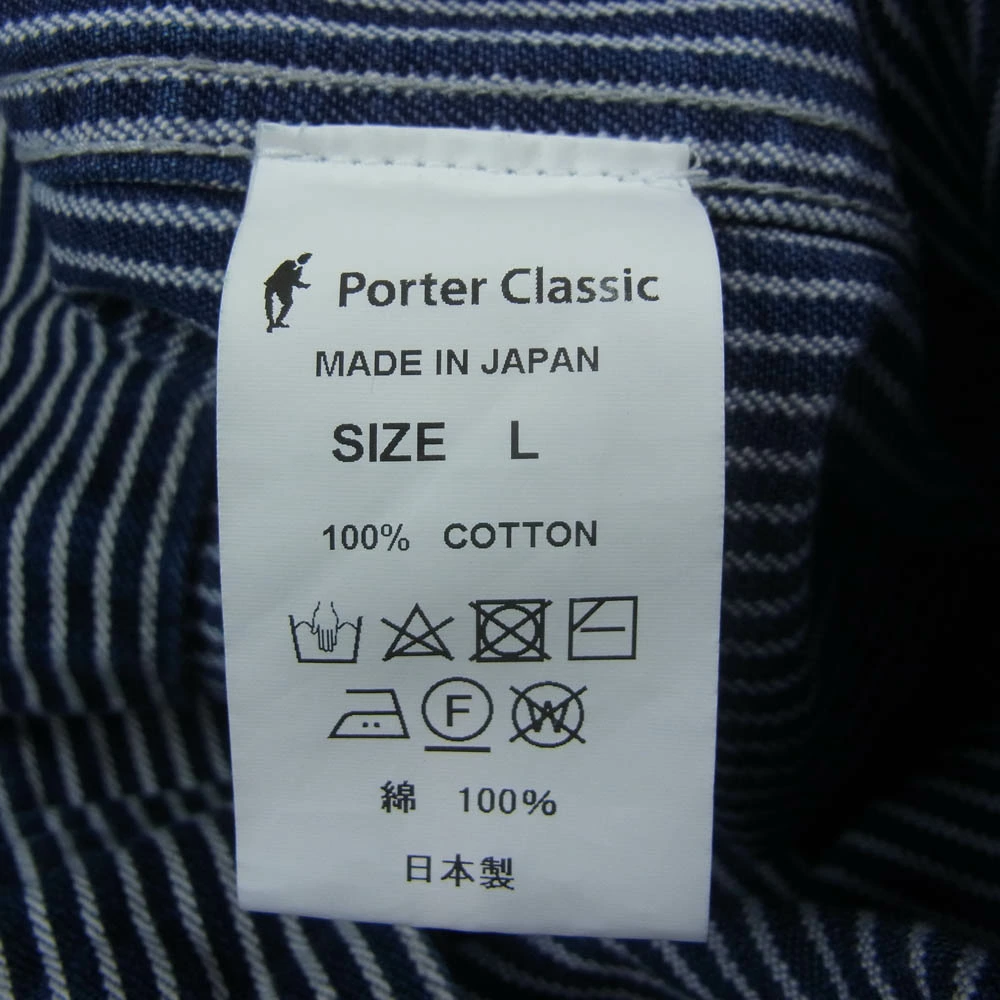 Porter Classic
MADE IN JAPAN
SIZE L
100% COTTON
F W
綿 100%
日本製